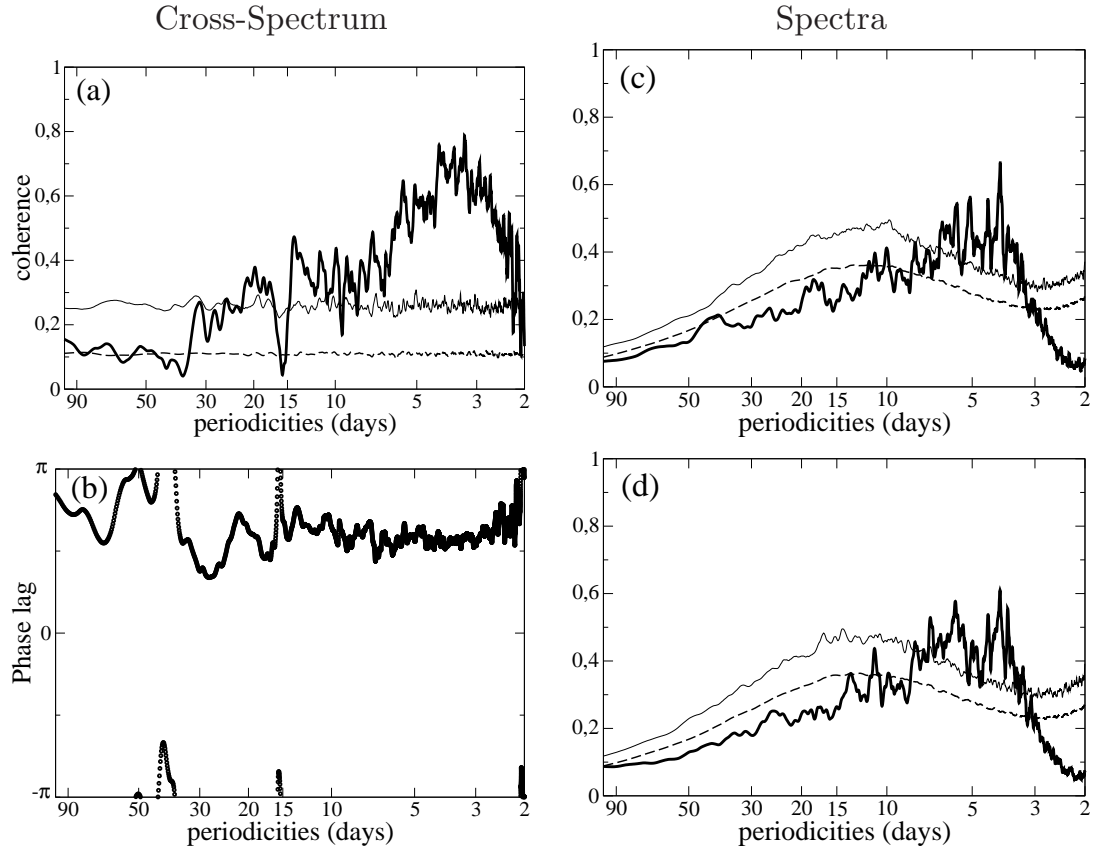 Cross-Spectrum
Spectra
(a)
coherence
1
0,8
0,6
0,4
0,2
0
90 50 30 20 15 10 5 3 2
periodicities (days)
(c)
1
0,8
0,6
0,4
0,2
0
90 50 20 15 10 5 3 2
periodicities (days)
(b)
Phase lag
π
0
-π
90 50 30 20 15 10 5 3 2
periodicities (days)
(d)
1
0,8
0,6
0,4
0,2
0
90 50 30 20 15 10 5 3 2
periodicities (days)